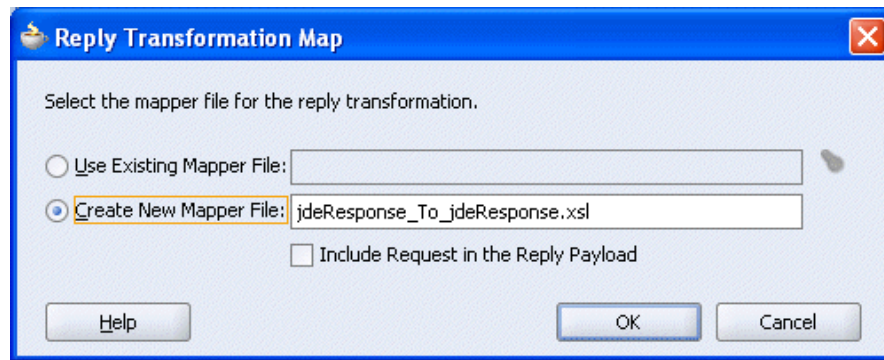 Reply Transformation Map
Select the mapper file for the reply transformation.
Use Existing Mapper File:
Create New Mapper File: jdeResponse_To_jdeResponse.xsl
Include Request in the Reply Payload
Help OK Cancel